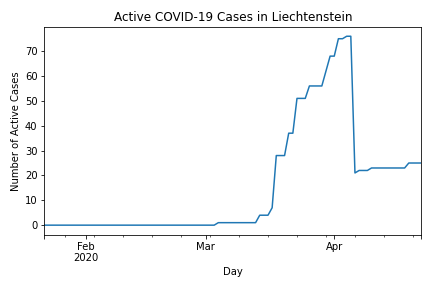 Active COVID-19 Cases in Liechtenstein
Number of Active Cases
70
60
50
40
30
20
10
0
Feb
2020
Mar
Apr
Day